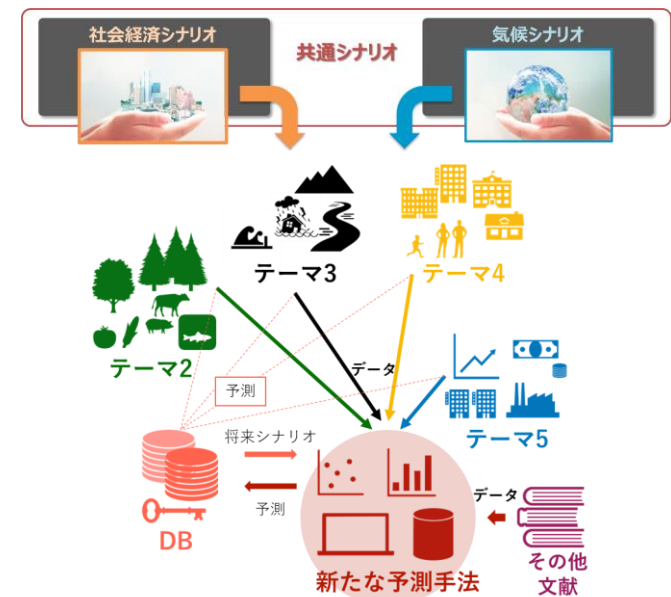 社会経済シナリオ
共通シナリオ
気候シナリオ
テーマ3
テーマ4
テーマ2
データ
予測
テーマ5
将来シナリオ
予測
DB
データ
その他
文献
新たな予測手法